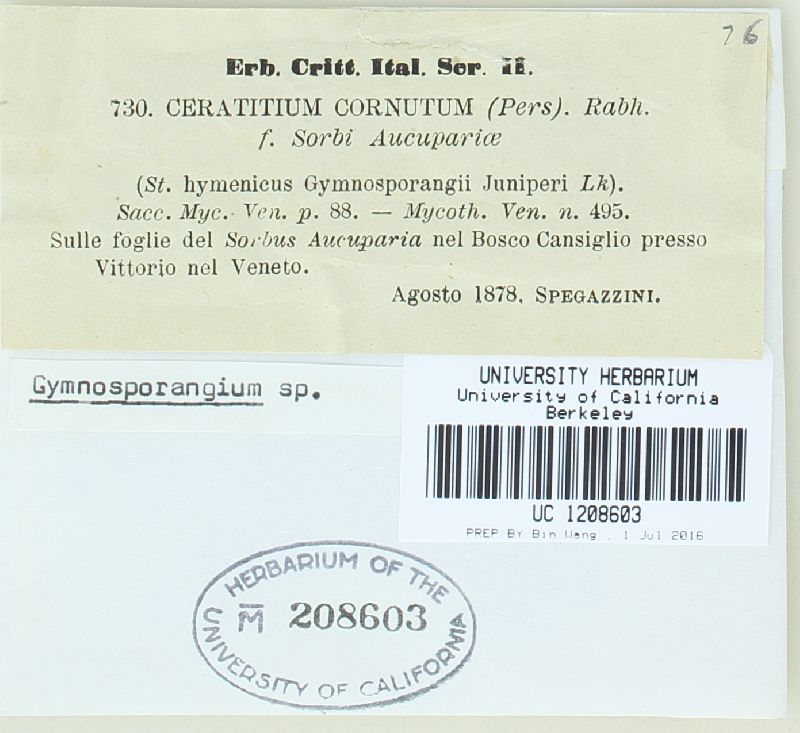 76
Erb. Critt. Ital. Ser. II.
730. CERATITIUM CORNUTUM (Pers). Rabh.
f. Sorbi Aucupariæ
(St. hymenicus Gymnosporangii Juniperi Lk).
Sacc. Myc. Ven. p. 88. — Mycoth. Ven. n. 495.
Sulle foglie del Sorbus Aucuparia nel Bosco Cansiglio presso
Vittorio nel Veneto.
Agosto 1878. SPEGAZZINI.
Gymnosporangium sp.
UNIVERSITY HERBARIUM
University of California
Berkeley
UC 1208603
PREP BY Bin Wang . 1 Jul 2016
HERBARIUM OF THE
M̅ 208603
UNIVERSITY OF CALIFORNIA